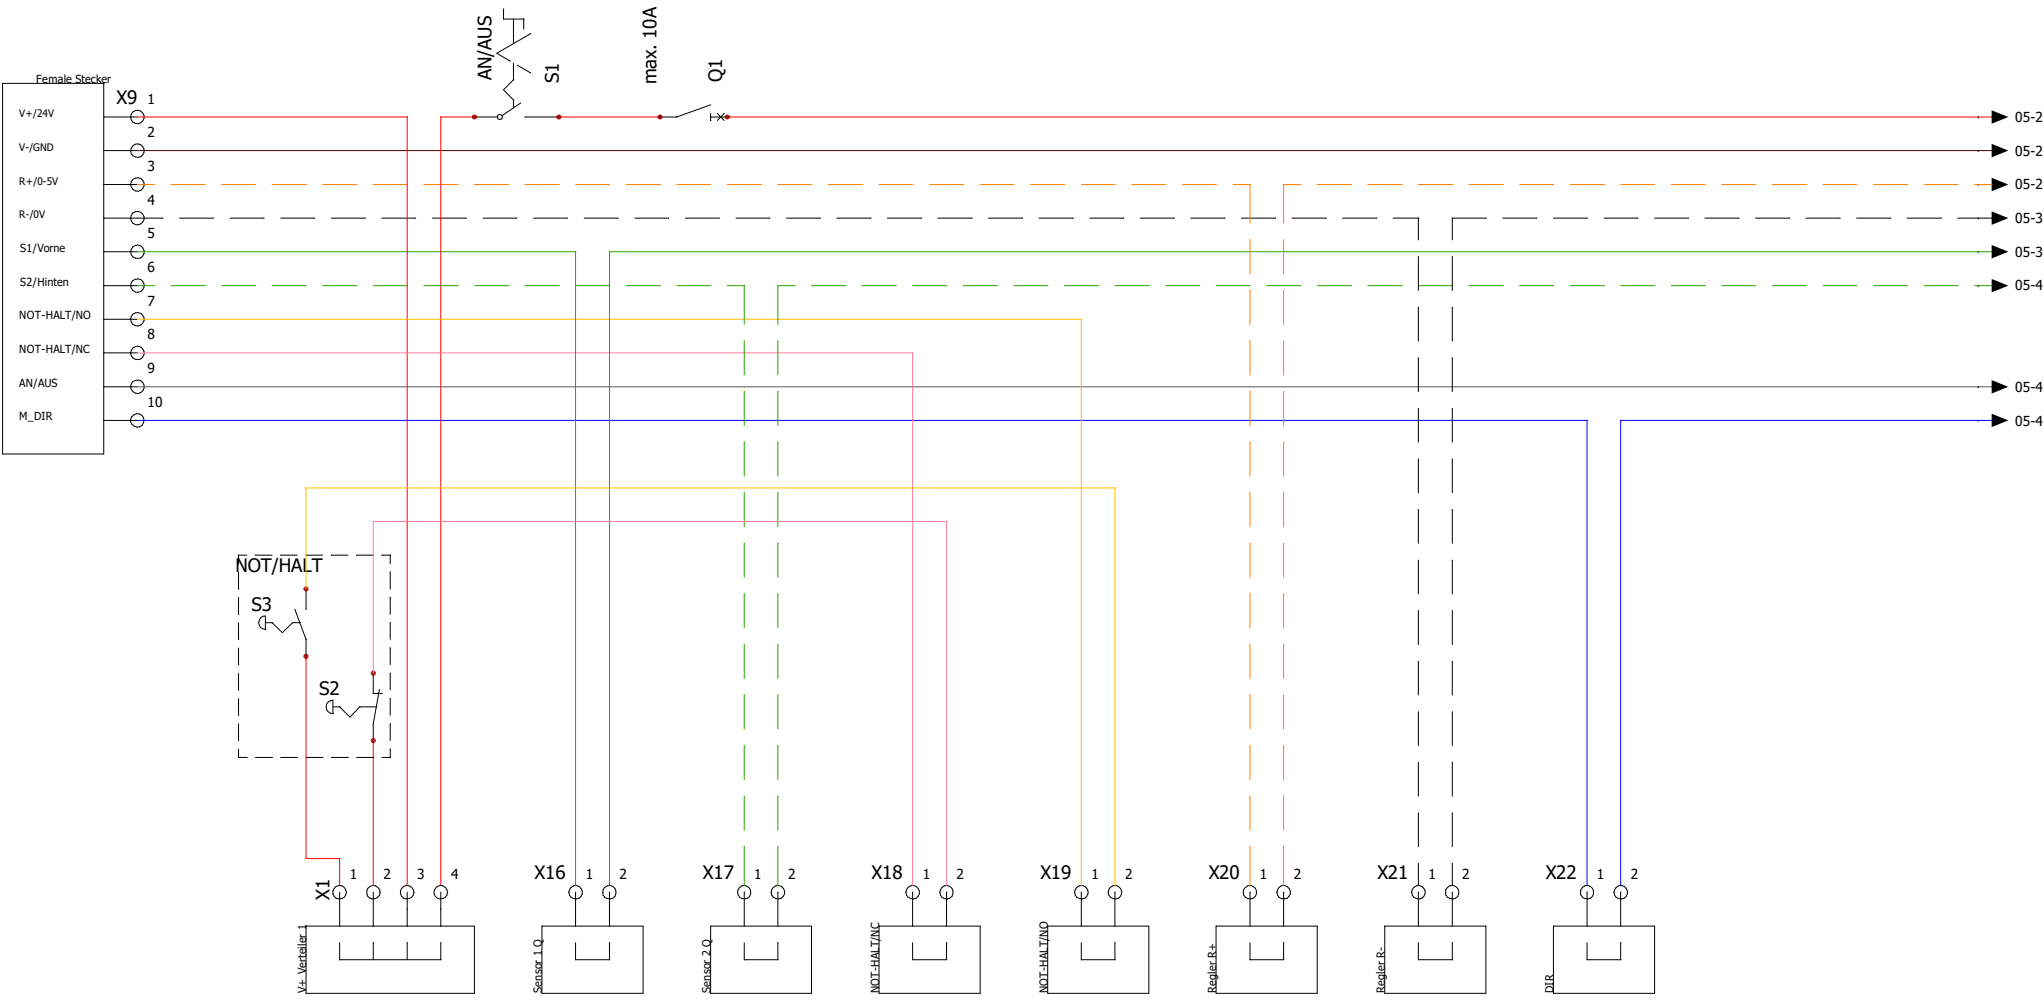 AN/AUS
S1
max. 10A
Q1
Female Stecker
X9
1
V+/24V
05-2
2
V-/GND
05-2
3
R+/0-5V
05-2
4
R-/0V
05-3
5
S1/Vorne
05-3
6
S2/Hinten
05-4
7
NOT-HALT/NO
8
NOT-HALT/NC
9
AN/AUS
05-4
10
M_DIR
05-4
NOT/HALT
S3
S2
X1
1
2
3
4
V+ Verteiler 1
X16
1
2
Sensor 1 Q
X17
1
2
Sensor 2 Q
X18
1
2
NOT-HALT/NC
X19
1
2
NOT-HALT/NO
X20
1
2
Regler R+
X21
1
2
Regler R-
X22
1
2
DIR